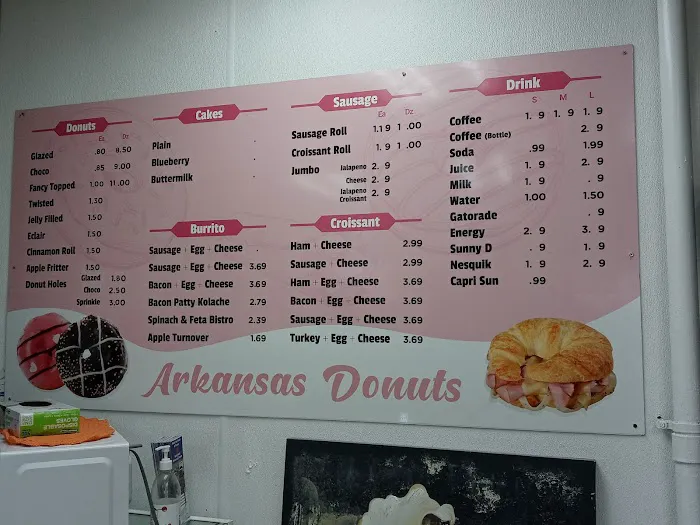 Donuts
Ea Dz
Glazed .80 8.50
Choco .85 9.00
Fancy Topped 1.00 11.00
Twisted 1.30
Jelly Filled 1.50
Eclair 1.50
Cinnamon Roll 1.50
Apple Fritter 1.50
Donut Holes Glazed 1.80
Choco 2.50
Sprinkle 3.00
Cakes
Plain .
Blueberry .
Buttermilk .
Burrito
Sausage + Egg + Cheese .
Sausage + Egg + Cheese 3.69
Bacon + Egg + Cheese 3.69
Bacon Patty Kolache 2.79
Spinach & Feta Bistro 2.39
Apple Turnover 1.69
Sausage
Ea Dz
Sausage Roll 1.19 1 .00
Croissant Roll 1. 9 1 .00
Jumbo Jalapeno 2. 9
Cheese 2. 9
Jalapeno Croissant 2. 9
Croissant
Ham + Cheese 2.99
Sausage + Cheese 2.99
Ham + Egg + Cheese 3.69
Bacon + Egg + Cheese 3.69
Sausage + Egg + Cheese 3.69
Turkey + Egg + Cheese 3.69
Drink
S M L
Coffee 1. 9 1. 9 1. 9
Coffee (Bottle) 2. 9
Soda .99 1.99
Juice 1. 9 2. 9
Milk 1. 9 . 9
Water 1.00 1.50
Gatorade . 9
Energy 2. 9 3. 9
Sunny D . 9 1. 9
Nesquik 1. 9 2. 9
Capri Sun .99
Arkansas Donuts
DISPOSABLE
GLOVES